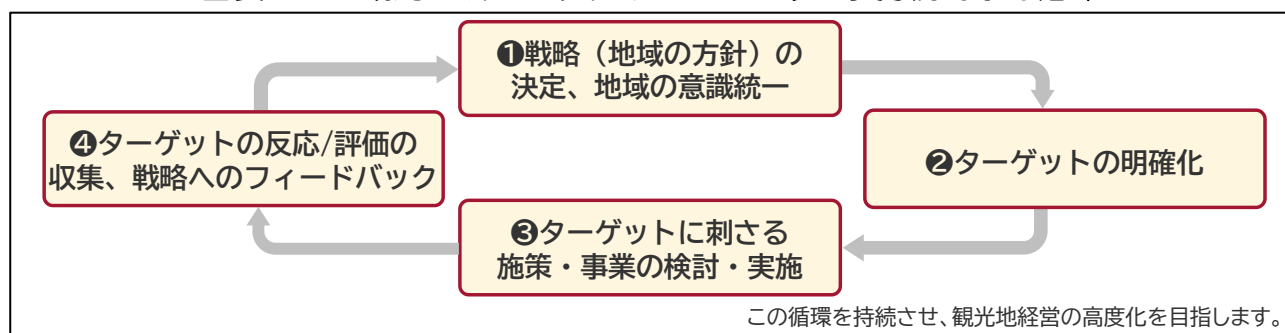 ❶戦略（地域の方針）の
決定、地域の意識統一
❷ターゲットの明確化
❸ターゲットに刺さる
施策・事業の検討・実施
❹ターゲットの反応/評価の
収集、戦略へのフィードバック
この循環を持続させ、観光地経営の高度化を目指します。